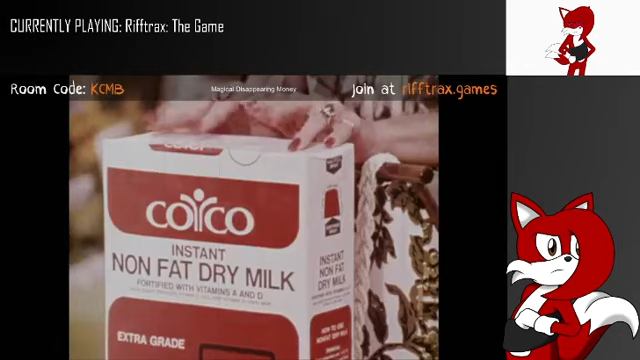 CURRENTLY PLAYING: Rifftrax: The Game
Room Code: KCMB
Magical Disappearing Money
join at rifftrax.games
coyco
INSTANT
NON FAT DRY MILK
FORTIFIED WITH VITAMINS A AND D
EXTRA GRADE
INSTANT
NON FAT
DRY
MILK